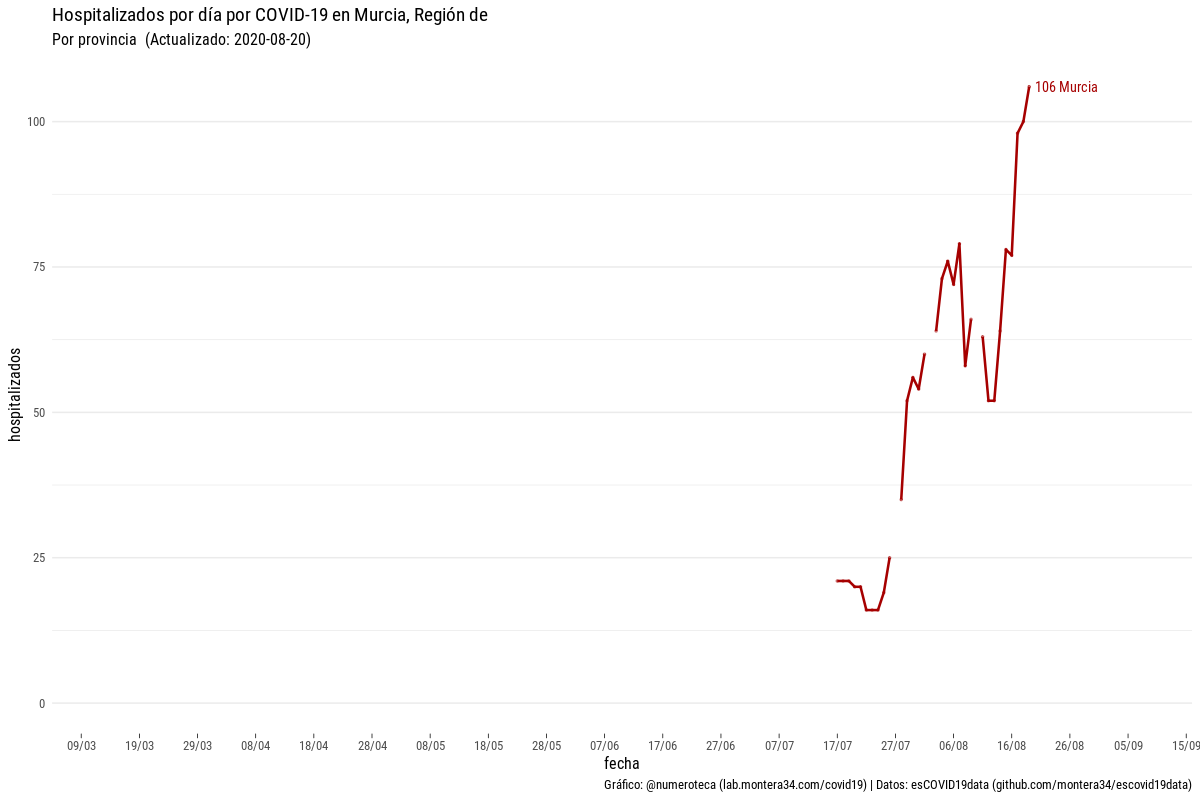 Hospitalizados por día por COVID-19 en Murcia, Región de
Por provincia  (Actualizado: 2020-08-20)
106 Murcia
100
75
50
25
0
hospitalizados
09/03 19/03 29/03 08/04 18/04 28/04 08/05 18/05 28/05 07/06 17/06 27/06 07/07 17/07 27/07 06/08 16/08 26/08 05/09 15/09
fecha
Gráfico: @numeroteca (lab.montera34.com/covid19) | Datos: esCOVID19data (github.com/montera34/escovid19data)